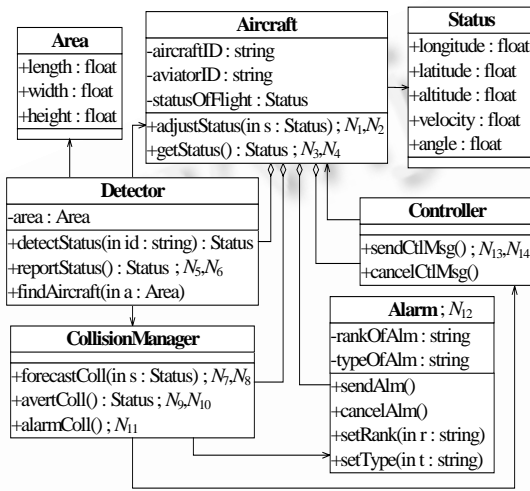 Area
+length : float
+width : float
+height : float
Aircraft
-aircraftID : string
-aviatorID : string
-statusOfFlight : Status
+adjustStatus(in s : Status) ; N1,N2
+getStatus() : Status ; N3,N4
Status
+longitude : float
+latitude : float
+altitude : float
+velocity : float
+angle : float
Detector
-area : Area
+detectStatus(in id : string) : Status
+reportStatus() : Status ; N5,N6
+findAircraft(in a : Area)
Controller
+sendCtlMsg() ; N13,N14
+cancelCtlMsg()
CollisionManager
+forecastColl(in s : Status) ; N7,N8
+avertColl() : Status ; N9,N10
+alarmColl() ; N11
Alarm ; N12
-rankOfAlm : string
-typeOfAlm : string
+sendAlm()
+cancelAlm()
+setRank(in r : string)
+setType(in t : string)